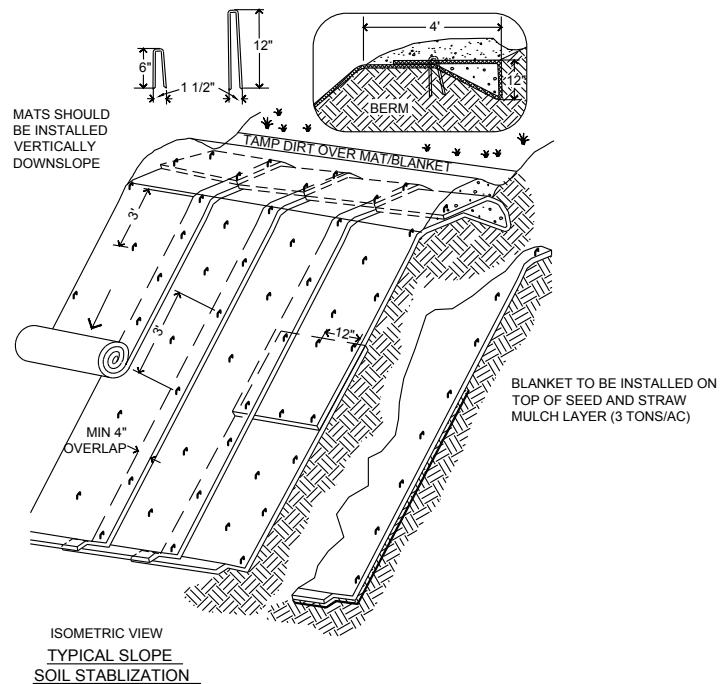 6"
1 1/2"
12"
4'
12"
BERM
MATS SHOULD
BE INSTALLED
VERTICALLY
DOWNSLOPE
TAMP DIRT OVER MAT/BLANKET
3'
3'
12"
MIN 4"
OVERLAP
BLANKET TO BE INSTALLED ON
TOP OF SEED AND STRAW
MULCH LAYER (3 TONS/AC)
ISOMETRIC VIEW
TYPICAL SLOPE
SOIL STABLIZATION